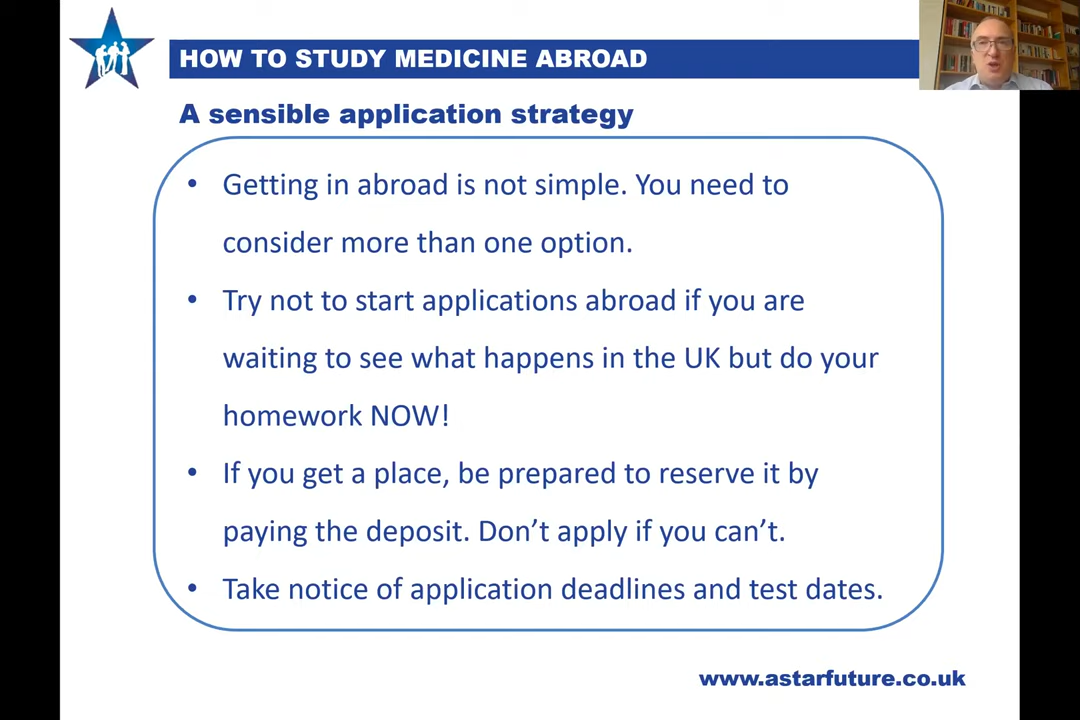 HOW TO STUDY MEDICINE ABROAD
A sensible application strategy
• Getting in abroad is not simple. You need to
consider more than one option.
• Try not to start applications abroad if you are
waiting to see what happens in the UK but do your
homework NOW!
• If you get a place, be prepared to reserve it by
paying the deposit. Don’t apply if you can’t.
• Take notice of application deadlines and test dates.
www.astarfuture.co.uk